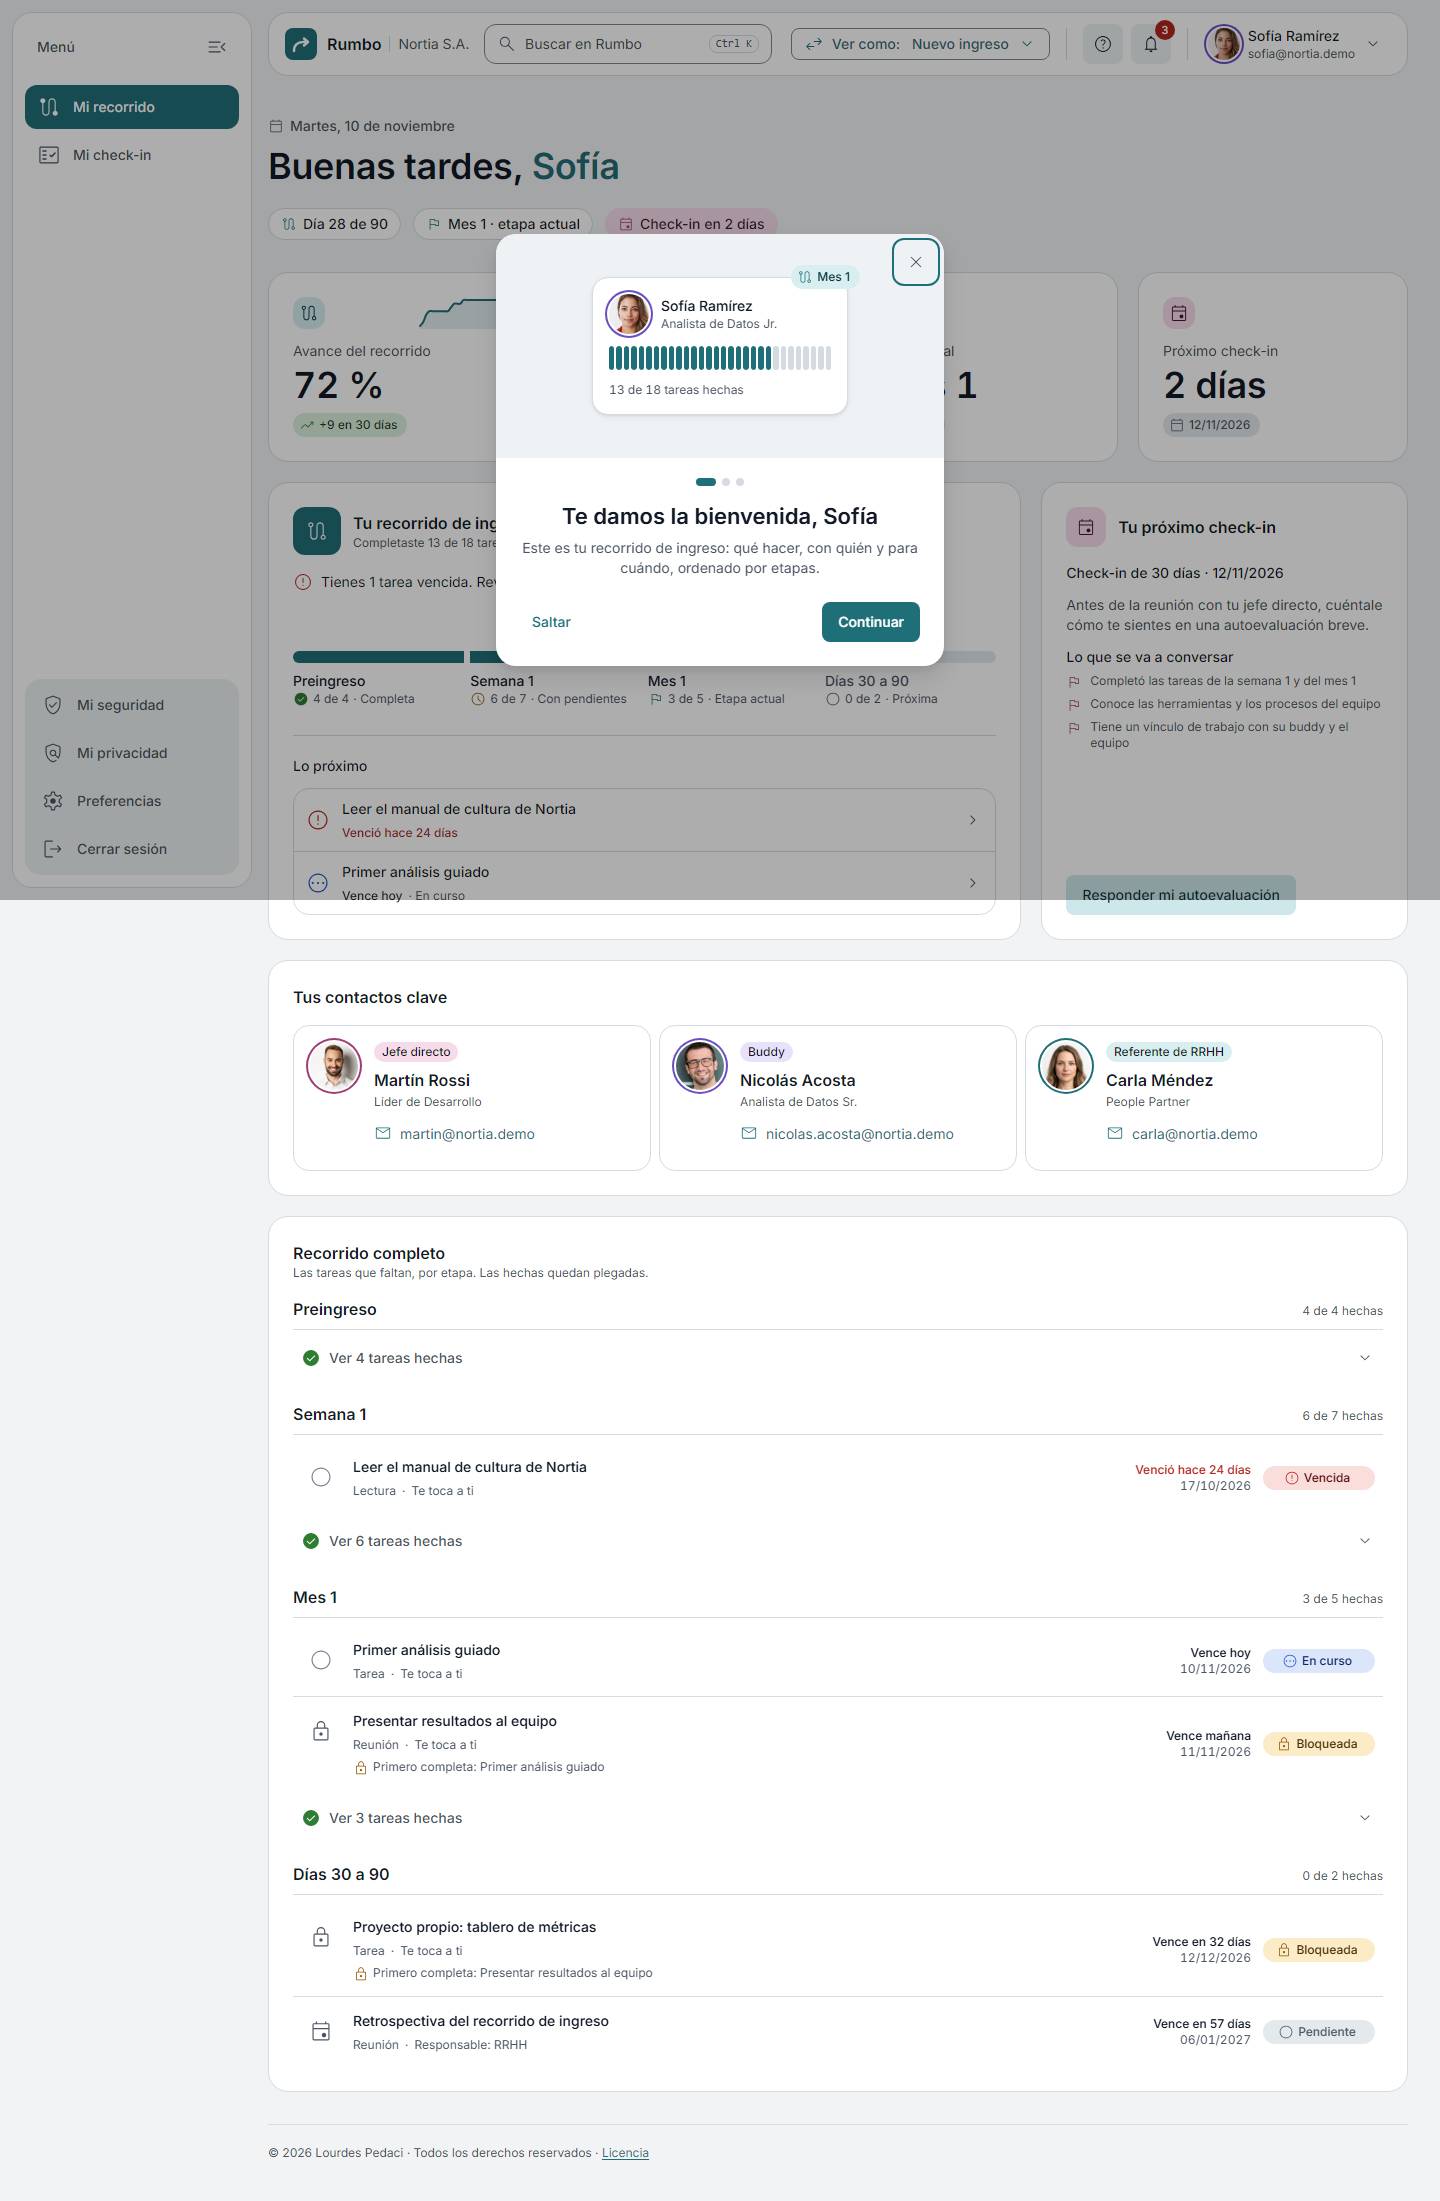 Menú
Mi recorrido
Mi check-in
Mi seguridad
Mi privacidad
Preferencias
Cerrar sesión
Rumbo
Nortia S.A.
Buscar en Rumbo
Ctrl K
Ver como: Nuevo ingreso
3
Sofía Ramírez
sofia@nortia.demo
Martes, 10 de noviembre
Buenas tardes, Sofía
Día 28 de 90
Mes 1 · etapa actual
Check-in en 2 días
Avance del recorrido
72 %
+9 en 30 días
al
1
Próximo check-in
2 días
12/11/2026
Mes 1
Sofía Ramírez
Analista de Datos Jr.
13 de 18 tareas hechas
Te damos la bienvenida, Sofía
Este es tu recorrido de ingreso: qué hacer, con quién y para
cuándo, ordenado por etapas.
Saltar
Continuar
Tu recorrido de ing
Completaste 13 de 18 tare
Tienes 1 tarea vencida. Rev
Preingreso
4 de 4 · Completa
Semana 1
6 de 7 · Con pendientes
Mes 1
3 de 5 · Etapa actual
Días 30 a 90
0 de 2 · Próxima
Lo próximo
Leer el manual de cultura de Nortia
Venció hace 24 días
Primer análisis guiado
Vence hoy · En curso
Tu próximo check-in
Check-in de 30 días · 12/11/2026
Antes de la reunión con tu jefe directo, cuéntale
cómo te sientes en una autoevaluación breve.
Lo que se va a conversar
Completó las tareas de la semana 1 y del mes 1
Conoce las herramientas y los procesos del equipo
Tiene un vínculo de trabajo con su buddy y el
equipo
Responder mi autoevaluación
Tus contactos clave
Jefe directo
Martín Rossi
Líder de Desarrollo
martin@nortia.demo
Buddy
Nicolás Acosta
Analista de Datos Sr.
nicolas.acosta@nortia.demo
Referente de RRHH
Carla Méndez
People Partner
carla@nortia.demo
Recorrido completo
Las tareas que faltan, por etapa. Las hechas quedan plegadas.
Preingreso
4 de 4 hechas
Ver 4 tareas hechas
Semana 1
6 de 7 hechas
Leer el manual de cultura de Nortia
Lectura · Te toca a ti
Venció hace 24 días
17/10/2026
Vencida
Ver 6 tareas hechas
Mes 1
3 de 5 hechas
Primer análisis guiado
Tarea · Te toca a ti
Vence hoy
10/11/2026
En curso
Presentar resultados al equipo
Reunión · Te toca a ti
Primero completa: Primer análisis guiado
Vence mañana
11/11/2026
Bloqueada
Ver 3 tareas hechas
Días 30 a 90
0 de 2 hechas
Proyecto propio: tablero de métricas
Tarea · Te toca a ti
Primero completa: Presentar resultados al equipo
Vence en 32 días
12/12/2026
Bloqueada
Retrospectiva del recorrido de ingreso
Reunión · Responsable: RRHH
Vence en 57 días
06/01/2027
Pendiente
© 2026 Lourdes Pedaci · Todos los derechos reservados · Licencia